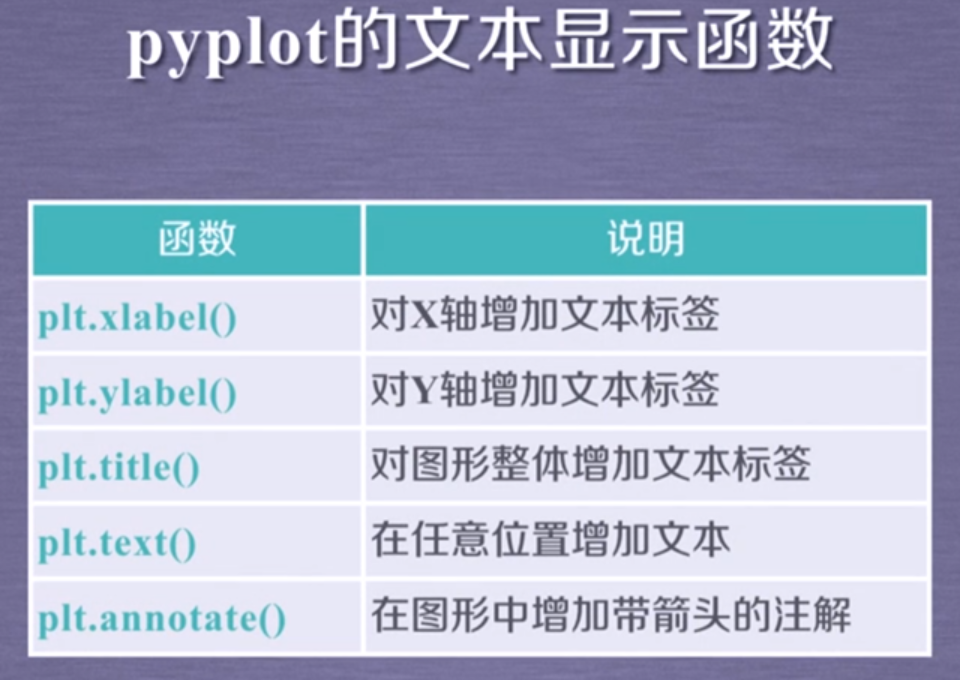 pyplot的文本显示函数
函数 说明
plt.xlabel() 对X轴增加文本标签
plt.ylabel() 对Y轴增加文本标签
plt.title() 对图形整体增加文本标签
plt.text() 在任意位置增加文本
plt.annotate() 在图形中增加带箭头的注解